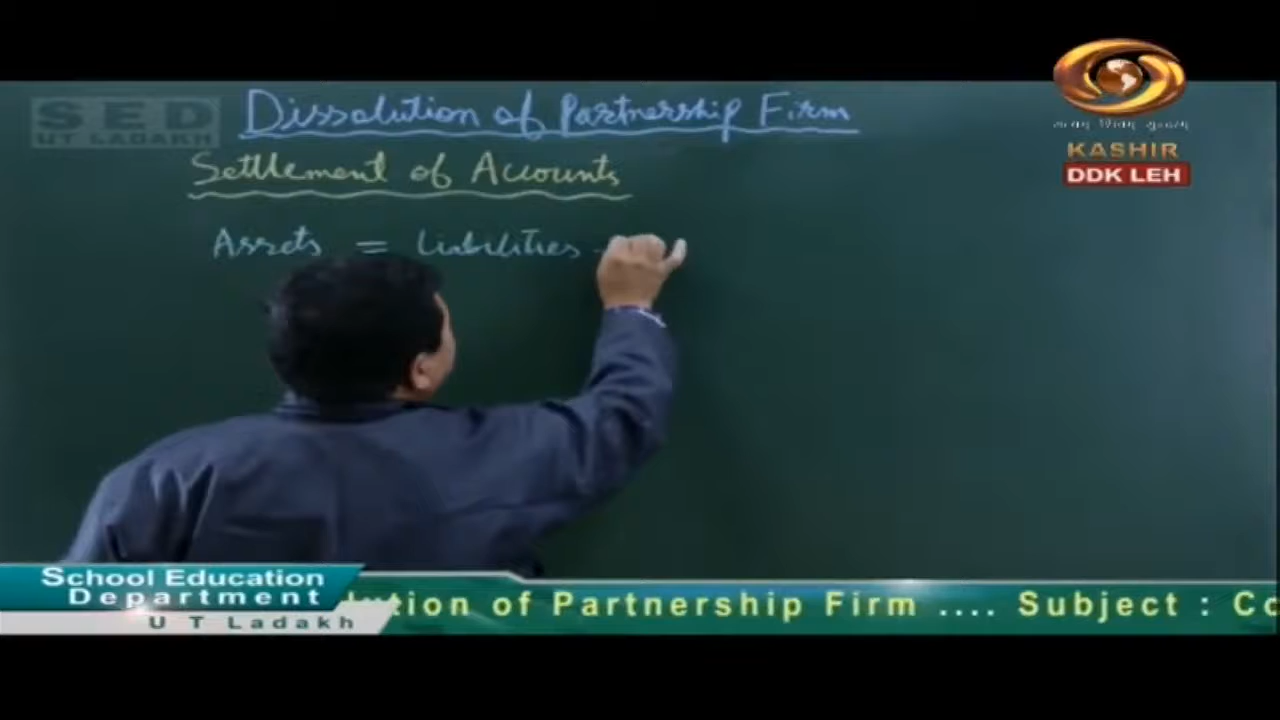 SED
UT LADAKH
Dissolution of Partnership Firm
Settlement of Accounts
Assets = Liabilities
KASHIR
DDK LEH
School Education
Department
U T Ladakh
lution of Partnership Firm .... Subject : Co